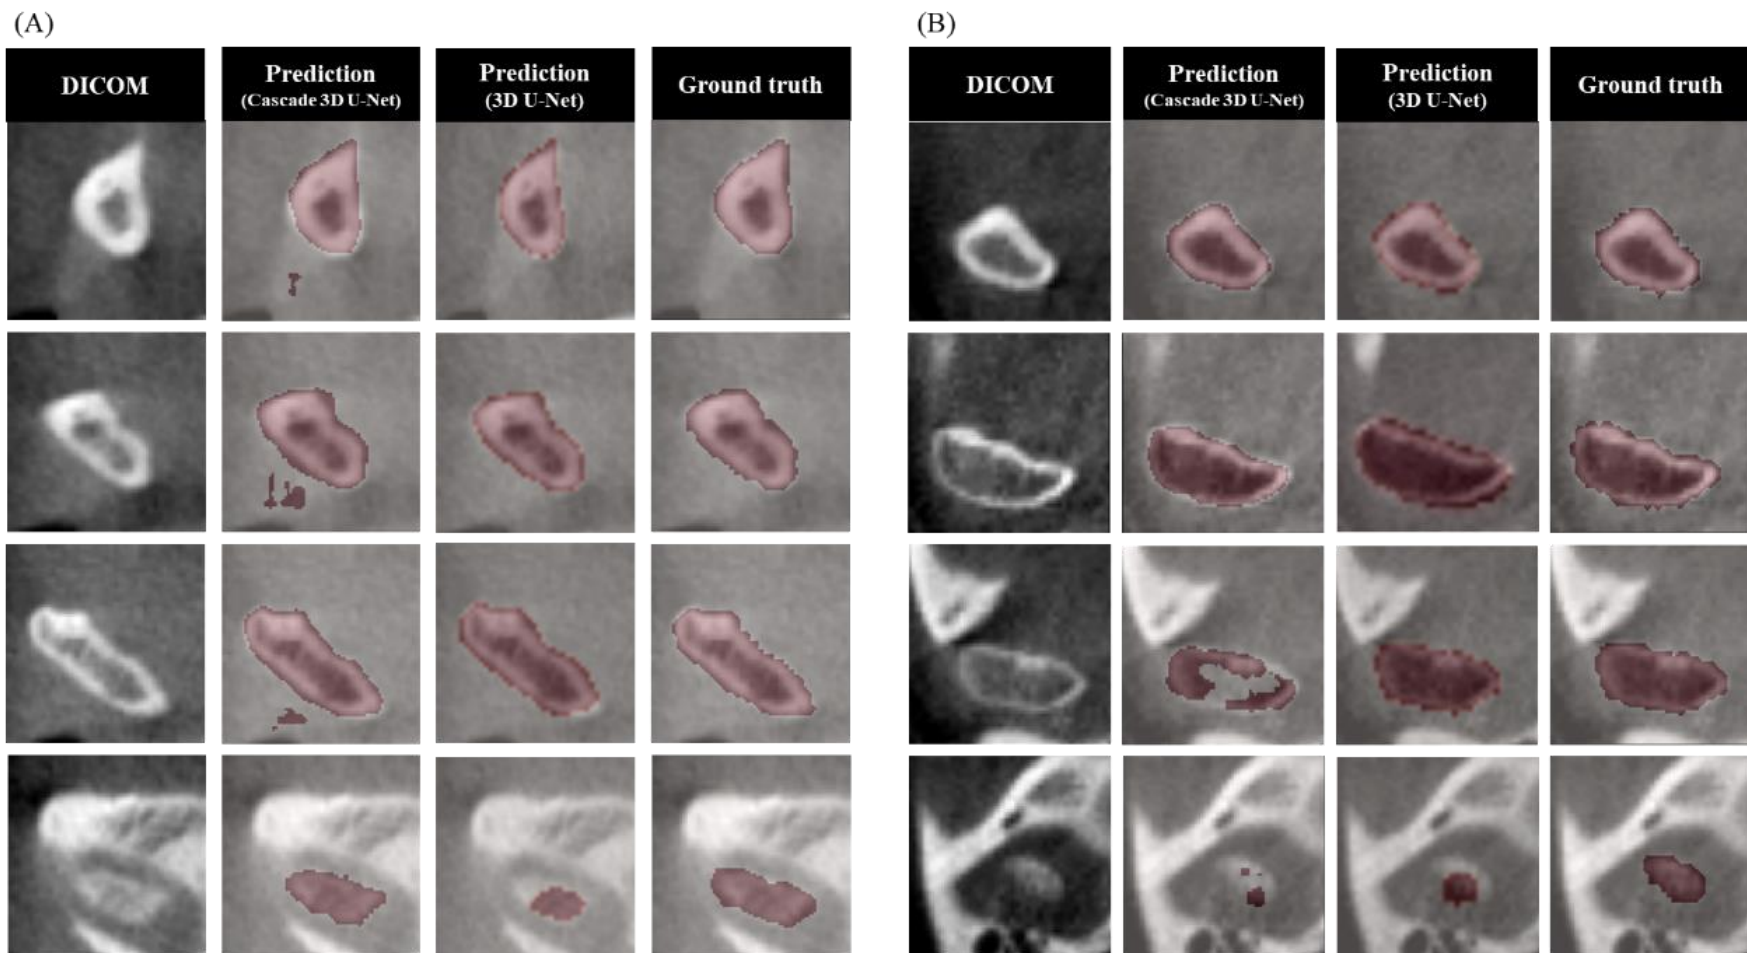 (A)
DICOM
Prediction
(Cascade 3D U-Net)
Prediction
(3D U-Net)
Ground truth
(B)
DICOM
Prediction
(Cascade 3D U-Net)
Prediction
(3D U-Net)
Ground truth